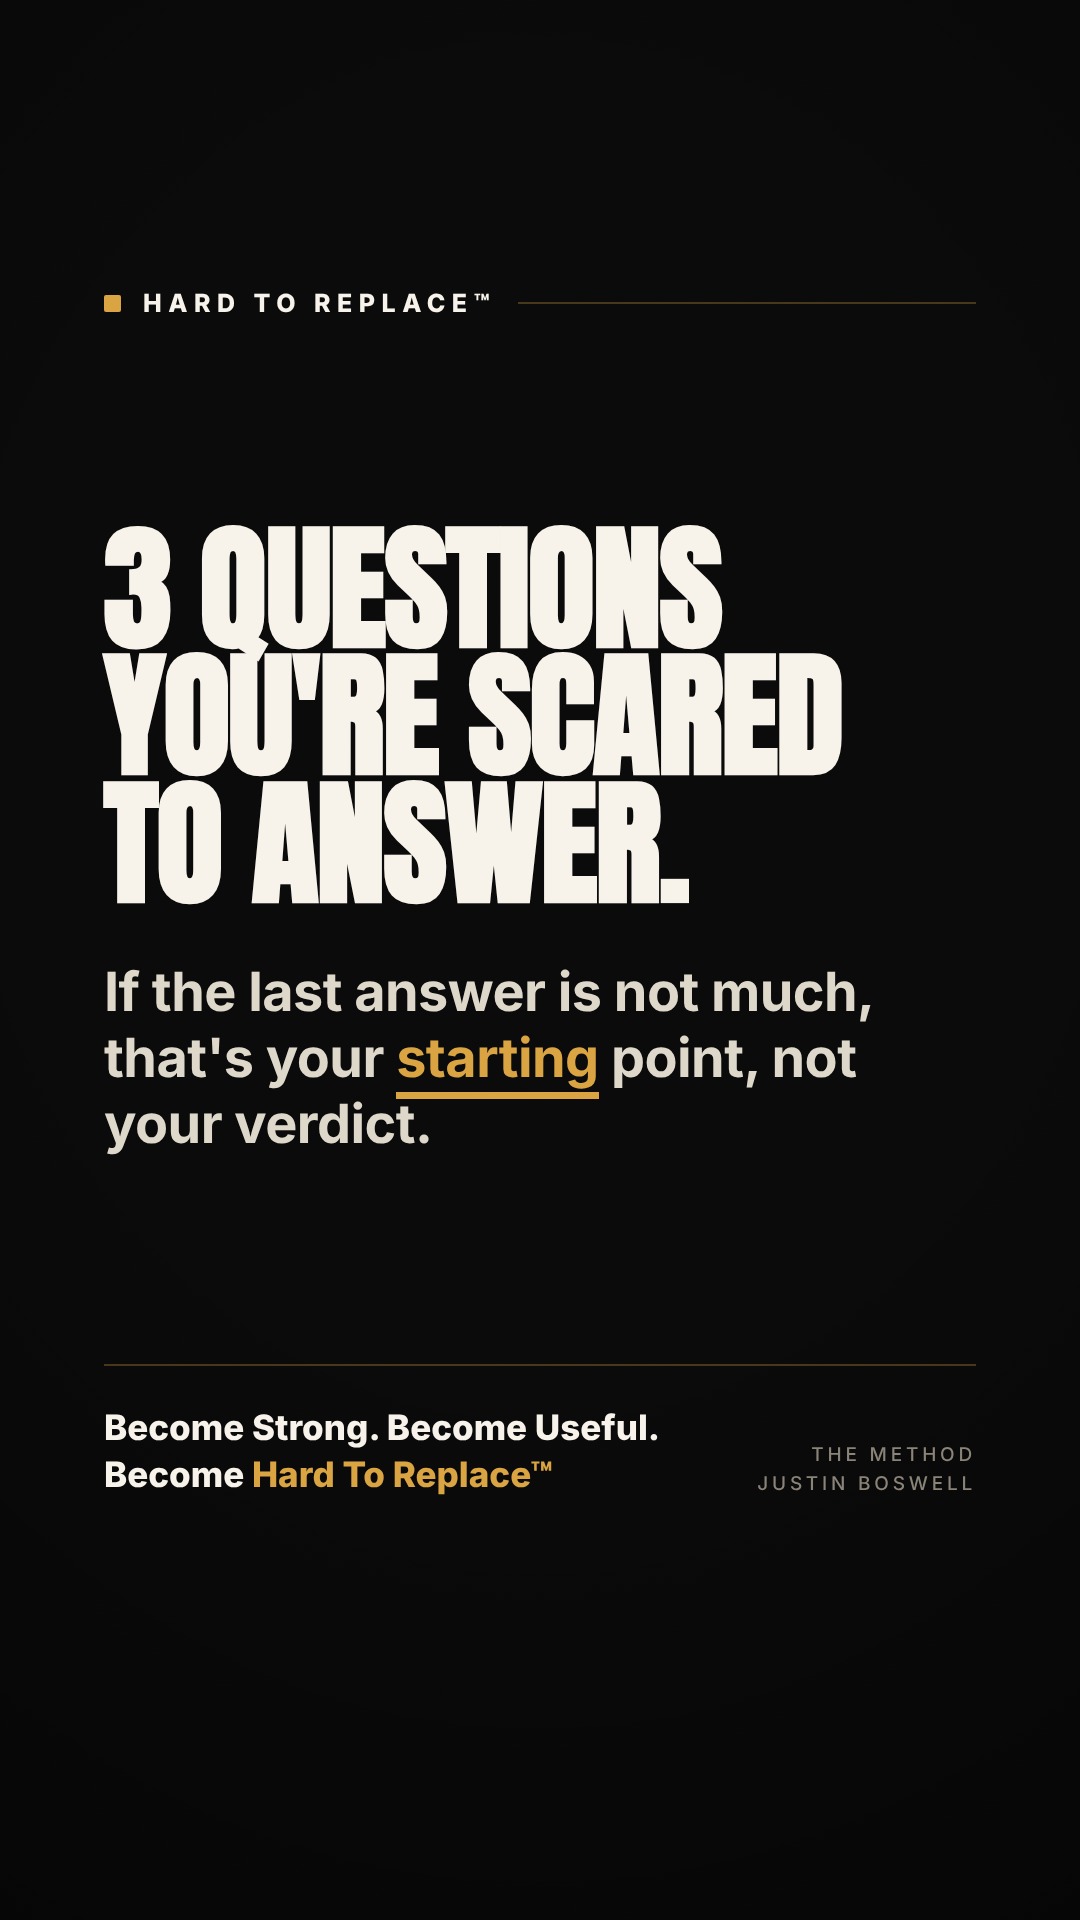 HARD TO REPLACE™
3 QUESTIONS
YOU'RE SCARED
TO ANSWER.
If the last answer is not much,
that's your starting point, not
your verdict.
Become Strong. Become Useful.
Become Hard To Replace™
THE METHOD
JUSTIN BOSWELL